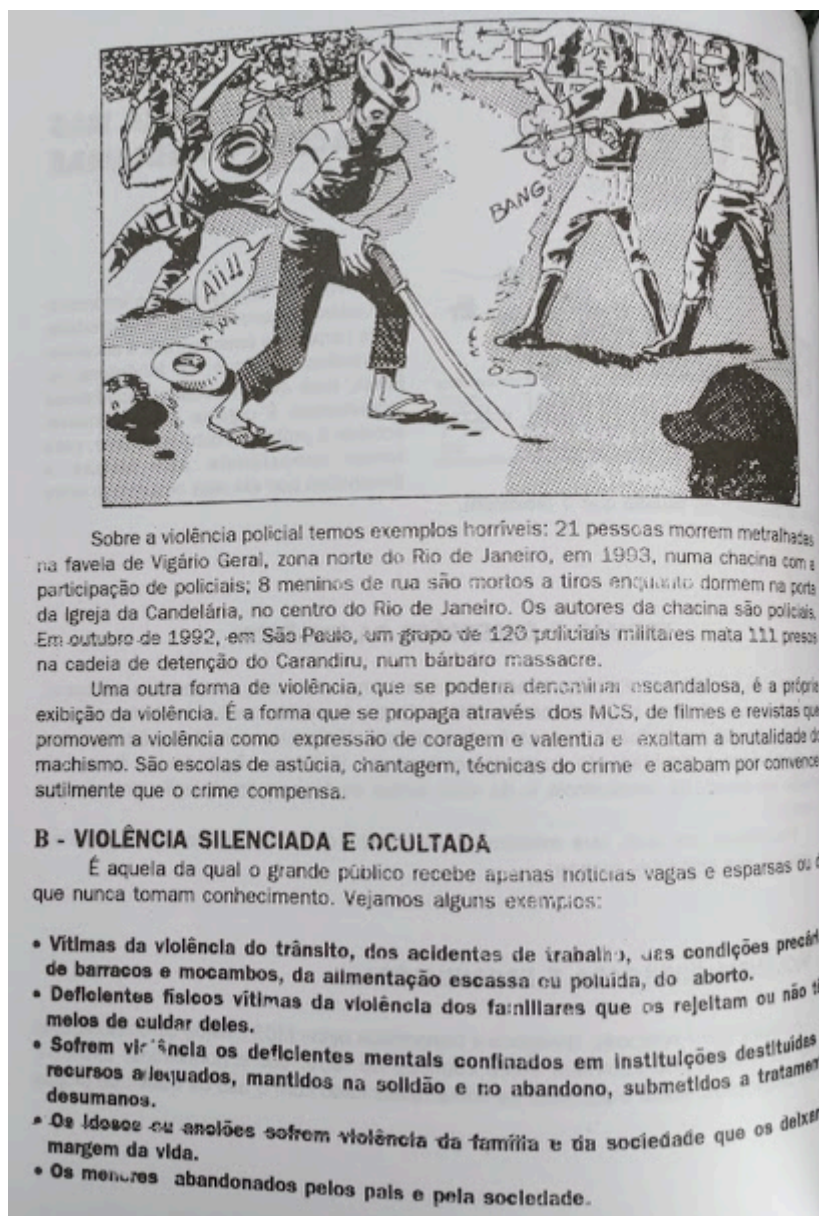 BANG
Aii!!
Sobre a violência policial temos exemplos horríveis: 21 pessoas morrem metralhadas
na favela de Vigário Geral, zona norte do Rio de Janeiro, em 1993, numa chacina com a
participação de policiais; 8 meninos de rua são mortos a tiros enquanto dormem na porta
da Igreja da Candelária, no centro do Rio de Janeiro. Os autores da chacina são policiais.
Em outubro de 1992, em São Paulo, um grupo de 120 policiais militares mata 111 presos
na cadeia de detenção do Carandiru, num bárbaro massacre.
Uma outra forma de violência, que se poderia denominar escandalosa, é a própria
exibição da violência. É a forma que se propaga através dos MCS, de filmes e revistas que
promovem a violência como expressão de coragem e valentia e exaltam a brutalidade do
machismo. São escolas de astúcia, chantagem, técnicas do crime e acabam por convencer
sutilmente que o crime compensa.
B - VIOLÊNCIA SILENCIADA E OCULTADA
É aquela da qual o grande público recebe apenas notícias vagas e esparsas ou
que nunca tomam conhecimento. Vejamos alguns exemplos:
• Vítimas da violência do trânsito, dos acidentes de trabalho, das condições
de barracos e mocambos, da alimentação escassa ou poluída, do aborto.
• Deficientes físicos vítimas da violência dos familiares que os rejeitam ou não
meios de cuidar deles.
• Sofrem violência os deficientes mentais confinados em instituições destituídas
recursos adequados, mantidos na solidão e no abandono, submetidos a
desumanos.
• Os idosos ou anciões sofrem violência da família e da sociedade que os
margem da vida.
• Os menores abandonados pelos pais e pela sociedade.